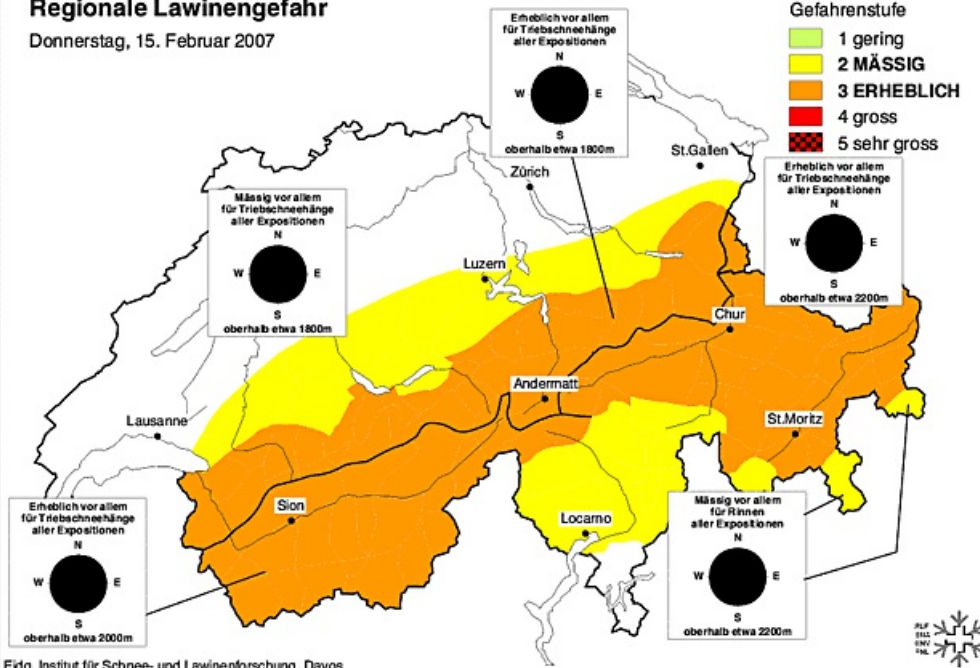 Regionale Lawinengefahr
Donnerstag, 15. Februar 2007
Gefahrenstufe
1 gering
2 MÄSSIG
3 ERHEBLICH
4 gross
5 sehr gross
Erheblich vor allem
für Triebschneehänge
aller Expositionen
N
W E
S
oberhalb etwa 1800m
St.Gallen
Zürich
Erheblich vor allem
für Triebschneehänge
aller Expositionen
N
W E
S
oberhalb etwa 2200m
Mässig vor allem
für Triebschneehänge
aller Expositionen
N
W E
S
oberhalb etwa 1800m
Luzern
Chur
Andermatt
Lausanne
St.Moritz
Sion
Locarno
Erheblich vor allem
für Triebschneehänge
aller Expositionen
N
W E
S
oberhalb etwa 2000m
Mässig vor allem
für Rinnen
aller Expositionen
N
W E
S
oberhalb etwa 2200m
Eidg. Institut für Schnee- und Lawinenforschung, Davos